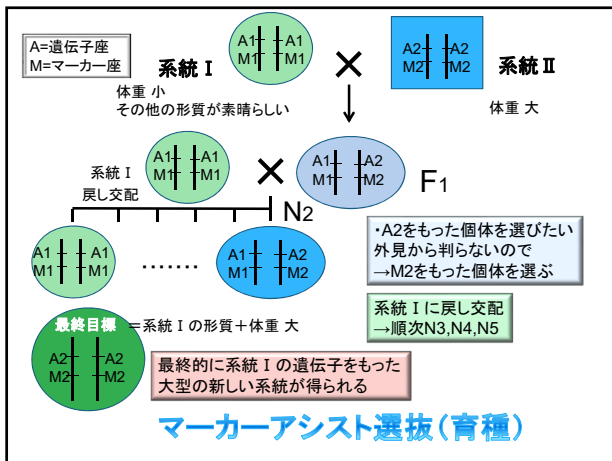 A=遺伝子座
M=マーカー座
系統Ⅰ
A1 A1
M1 M1
×
A2 A2
M2 M2
系統Ⅱ
体重 小
その他の形質が素晴らしい
体重 大
系統Ⅰ
戻し交配
A1 A1
M1 M1
×
A1 A2
M1 M2
F1
N2
A1 A1
M1 M1
・・・・・・・
A1 A2
M1 M2
・A2をもった個体を選びたい
外見から判らないので
→M2をもった個体を選ぶ
系統Ⅰに戻し交配
→順次N3,N4,N5
最終目標 =系統Ⅰの形質+体重 大
A2 A2
M2 M2
最終的に系統Ⅰの遺伝子をもった
大型の新しい系統が得られる
マーカーアシスト選抜(育種)